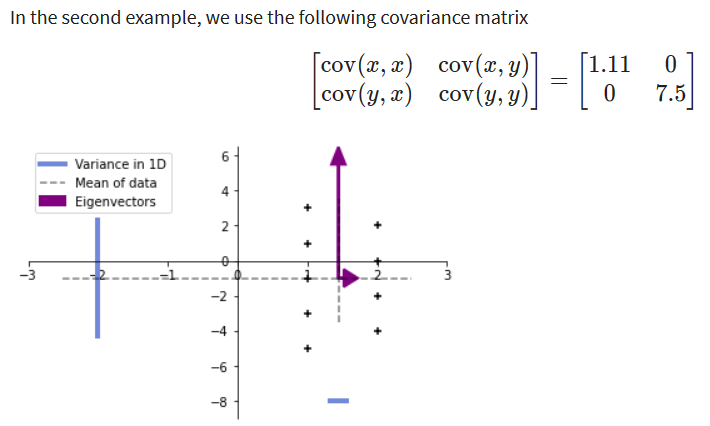 In the second example, we use the following covariance matrix
[cov(x, x) cov(x, y)] = [1.11 0]
[cov(y, x) cov(y, y)] [0 7.5]
Variance in 1D
Mean of data
Eigenvectors
6
4
2
0
−3 −2 −1 0 1 2 3
−2
−4
−6
−8